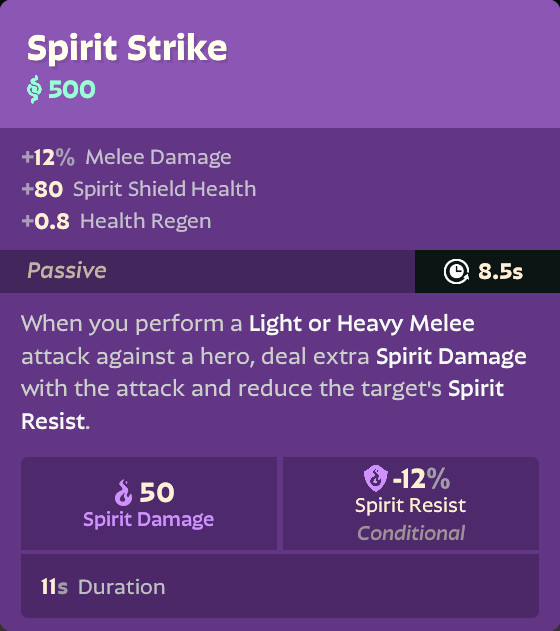 Spirit Strike
500
+12% Melee Damage
+80 Spirit Shield Health
+0.8 Health Regen
Passive
8.5s
When you perform a Light or Heavy Melee
attack against a hero, deal extra Spirit Damage
with the attack and reduce the target's Spirit
Resist.
50
Spirit Damage
-12%
Spirit Resist
Conditional
11s Duration